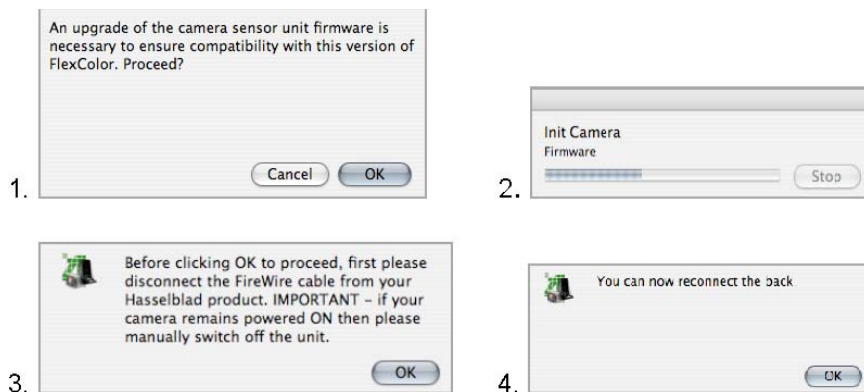 An upgrade of the camera sensor unit firmware is
necessary to ensure compatibility with this version of
FlexColor. Proceed?
Cancel OK
1.
Init Camera
Firmware
Stop
2.
Before clicking OK to proceed, first please
disconnect the FireWire cable from your
Hasselblad product. IMPORTANT – if your
camera remains powered ON then please
manually switch off the unit.
OK
3.
You can now reconnect the back
OK
4.